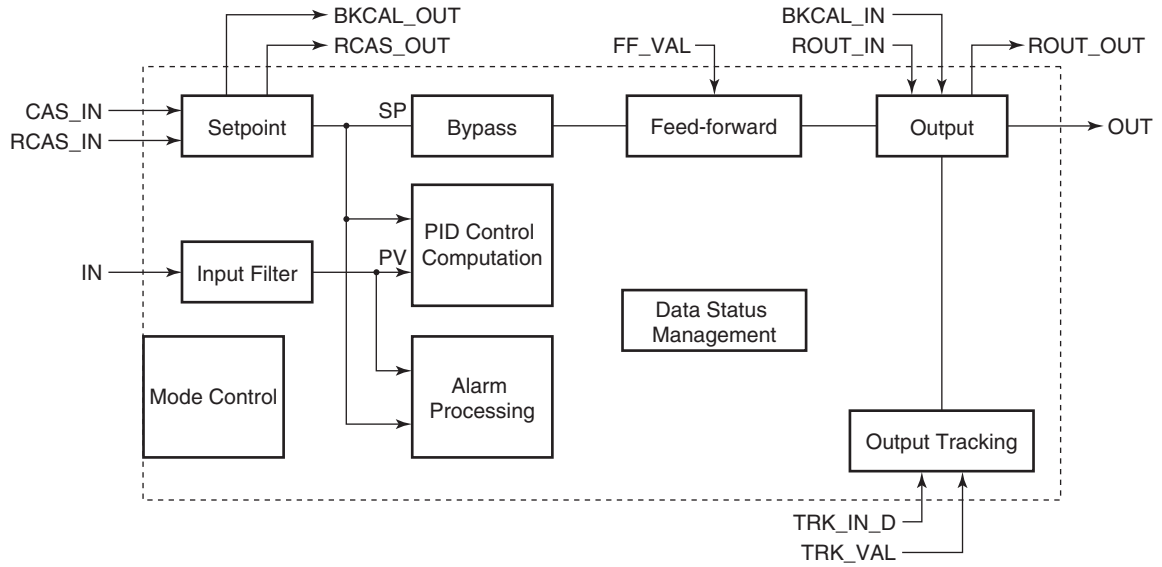 BKCAL_OUT
BKCAL_IN
RCAS_OUT
FF_VAL
ROUT_IN
ROUT_OUT
CAS_IN
RCAS_IN
Setpoint
SP
Bypass
Feed-forward
Output
OUT
PID Control
Computation
IN
Input Filter
PV
Data Status
Management
Mode Control
Alarm
Processing
Output Tracking
TRK_IN_D
TRK_VAL